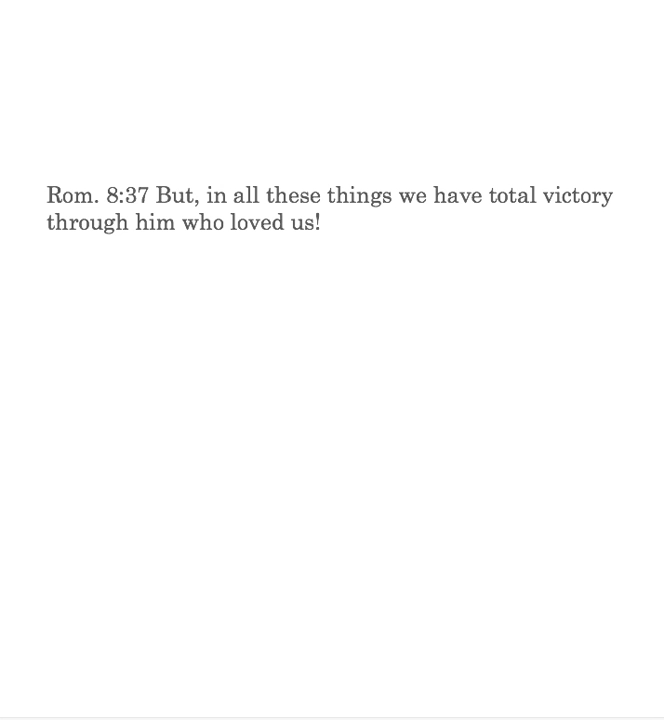 Rom. 8:37 But, in all these things we have total victory
through him who loved us!